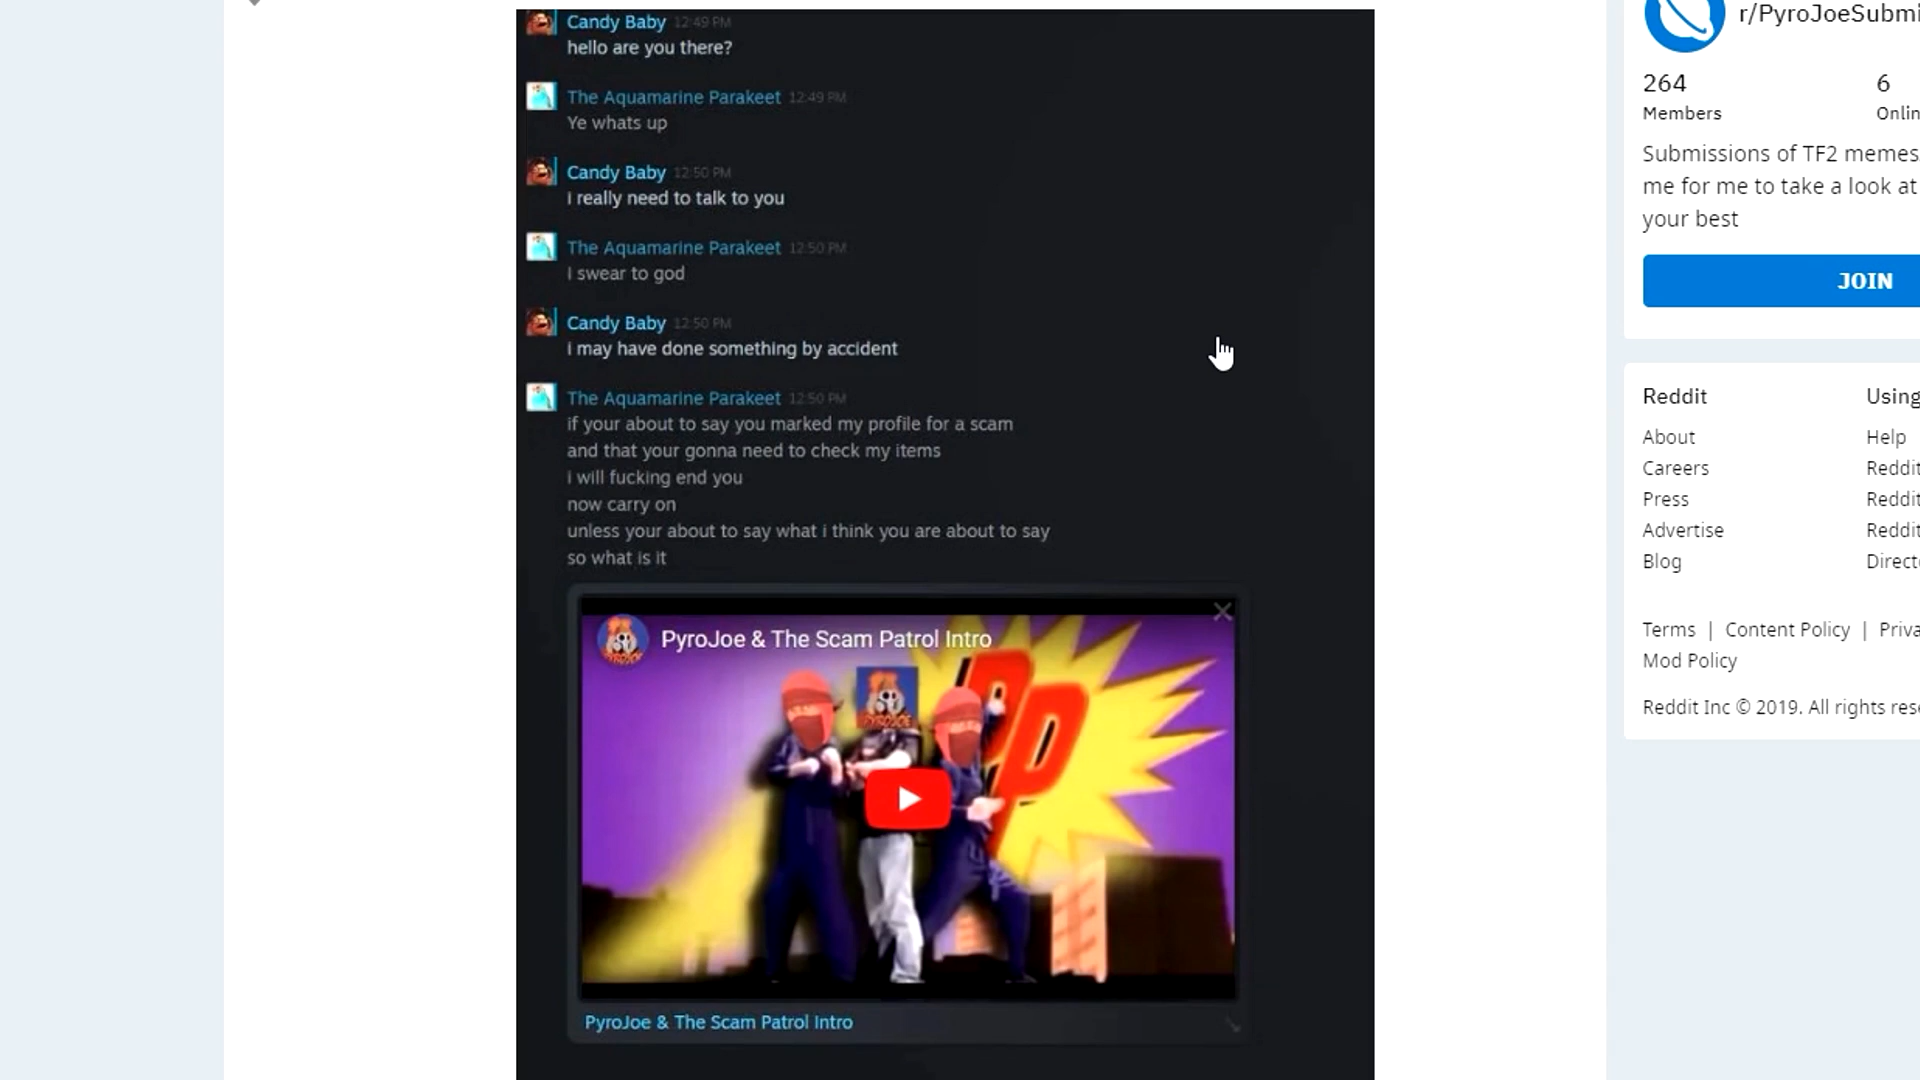 Candy Baby 12:49 PM
hello are you there?
The Aquamarine Parakeet 12:49 PM
Ye whats up
Candy Baby 12:50 PM
i really need to talk to you
The Aquamarine Parakeet 12:50 PM
I swear to god
Candy Baby 12:50 PM
i may have done something by accident
The Aquamarine Parakeet 12:50 PM
if your about to say you marked my profile for a scam
and that your gonna need to check my items
i will fucking end you
now carry on
unless your about to say what i think you are about to say
so what is it
PyroJoe & The Scam Patrol Intro
PYROJOE
PP
PyroJoe & The Scam Patrol Intro
r/PyroJoeSubmi
264 6
Members Onlin
Submissions of TF2 memes
me for me to take a look at
your best
JOIN
Reddit Using
About Help
Careers Reddit
Press Reddit
Advertise Reddit
Blog Direct
Terms | Content Policy | Priva
Mod Policy
Reddit Inc © 2019. All rights rese